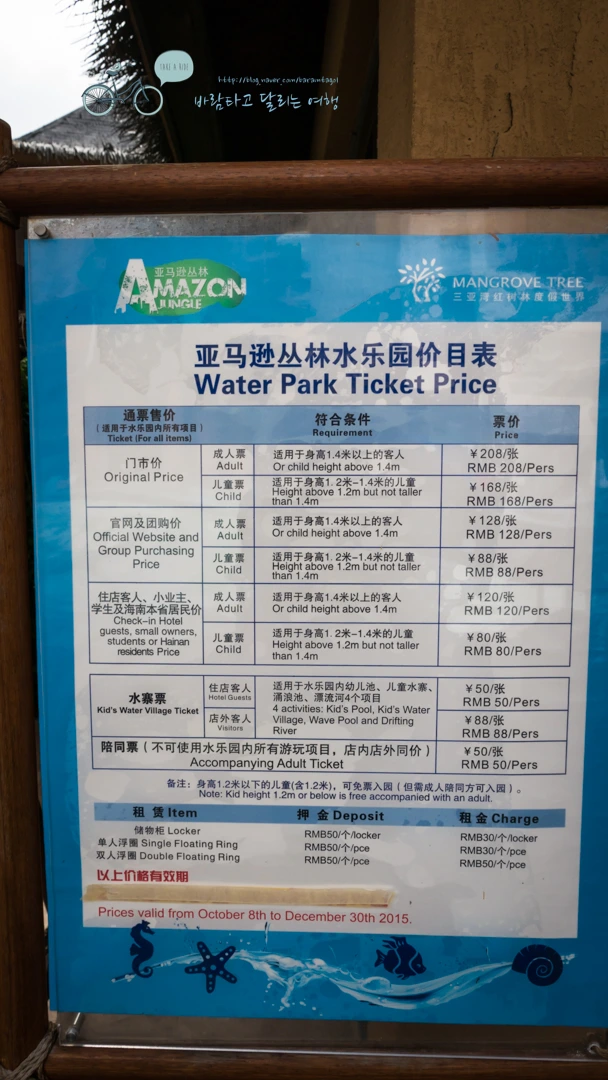 TAKE A RIDE
http://blog.naver.com/baramtagol
바람타고 달리는 여행
亚马逊丛林
AMAZON
JUNGLE
MANGROVE TREE
三亚湾红树林度假世界
亚马逊丛林水乐园价目表
Water Park Ticket Price
通票售价
（适用于水乐园内所有项目）
Ticket (For all items)
符合条件
Requirement
票价
Price
门市价
Original Price
成人票
Adult
适用于身高1.4米以上的客人
Or child height above 1.4m
￥208/张
RMB 208/Pers
儿童票
Child
适用于身高1.2米-1.4米的儿童
Height above 1.2m but not taller
than 1.4m
￥168/张
RMB 168/Pers
官网及团购价
Official Website and
Group Purchasing
Price
成人票
Adult
适用于身高1.4米以上的客人
Or child height above 1.4m
￥128/张
RMB 128/Pers
儿童票
Child
适用于身高1.2米-1.4米的儿童
Height above 1.2m but not taller
than 1.4m
￥88/张
RMB 88/Pers
住店客人、小业主、
学生及海南本省居民价
Check-in Hotel
guests, small owners,
students or Hainan
residents Price
成人票
Adult
适用于身高1.4米以上的客人
Or child height above 1.4m
￥120/张
RMB 120/Pers
儿童票
Child
适用于身高1.2米-1.4米的儿童
Height above 1.2m but not taller
than 1.4m
￥80/张
RMB 80/Pers
水寨票
Kid's Water Village Ticket
住店客人
Hotel Guests
店外客人
Visitors
适用于水乐园内幼儿池、儿童水寨、
涌浪池、漂流河4个项目
4 activities: Kid's Pool, Kid's Water
Village, Wave Pool and Drifting
River
￥50/张
RMB 50/Pers
￥88/张
RMB 88/Pers
陪同票（不可使用水乐园内所有游玩项目，店内店外同价）
Accompanying Adult Ticket
￥50/张
RMB 50/Pers
备注：身高1.2米以下的儿童(含1.2米)，可免票入园（但需成人陪同方可入园）。
Note: Kid height 1.2m or below is free accompanied with an adult.
租 赁 Item
押 金 Deposit
租 金 Charge
储物柜 Locker
RMB50/个/locker
RMB30/个/locker
单人浮圈 Single Floating Ring
RMB50/个/pce
RMB30/个/pce
双人浮圈 Double Floating Ring
RMB50/个/pce
RMB50/个/pce
以上价格有效期
Prices valid from October 8th to December 30th 2015.